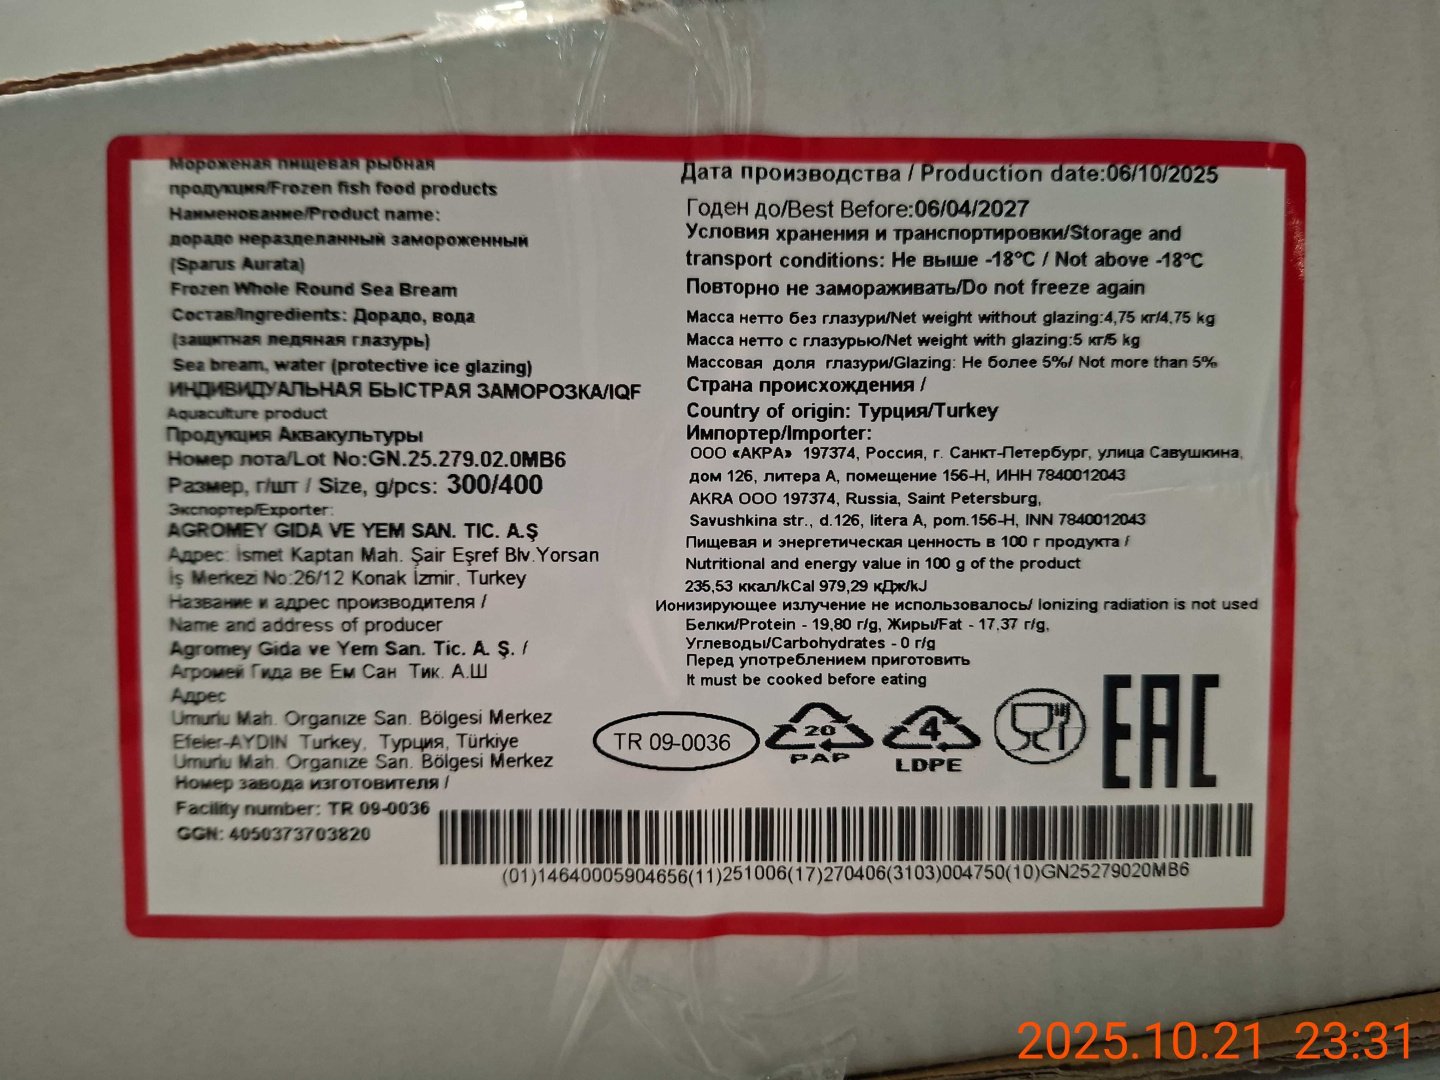 Мороженая пищевая рыбная
продукция/Frozen fish food products
Наименование/Product name:
дорадо неразделанный замороженный
(Sparus Aurata)
Frozen Whole Round Sea Bream
Состав/Ingredients: Дорадо, вода
(защитная ледяная глазурь)
Sea bream, water (protective ice glazing)
ИНДИВИДУАЛЬНАЯ БЫСТРАЯ ЗАМОРОЗКА/IQF
Aquaculture product
Продукция Аквакультуры
Номер лота/Lot No:GN.25.279.02.0MB6
Размер, г/шт / Size, g/pcs: 300/400
Экспортер/Exporter:
AGROMEY GIDA VE YEM SAN. TIC. A.Ş
Адрес: İsmet Kaptan Mah. Şair Eşref Blv.Yorsan
İş Merkezi No:26/12 Konak İzmir, Turkey
Название и адрес производителя /
Name and address of producer
Agromey Gida ve Yem San. Tic. A. Ş. /
Агромей Гида ве Ем Сан Тик. А.Ш
Адрес
Umurlu Mah. Organize San. Bölgesi Merkez
Efeler-AYDIN Turkey, Турция, Türkiye
Umurlu Mah. Organize San. Bölgesi Merkez
Номер завода изготовителя /
Facility number: TR 09-0036
GGN: 4050373703820
Дата производства / Production date:06/10/2025
Годен до/Best Before:06/04/2027
Условия хранения и транспортировки/Storage and
transport conditions: Не выше -18°C / Not above -18°C
Повторно не замораживать/Do not freeze again
Масса нетто без глазури/Net weight without glazing:4,75 кг/4,75 kg
Масса нетто с глазурью/Net weight with glazing:5 кг/5 kg
Массовая доля глазури/Glazing: Не более 5%/ Not more than 5%
Страна происхождения /
Country of origin: Турция/Turkey
Импортер/Importer:
ООО «АКРА» 197374, Россия, г. Санкт-Петербург, улица Савушкина,
дом 126, литера А, помещение 156-Н, ИНН 7840012043
AKRA OOO 197374, Russia, Saint Petersburg,
Savushkina str., d.126, litera A, pom.156-H, INN 7840012043
Пищевая и энергетическая ценность в 100 г продукта /
Nutritional and energy value in 100 g of the product
235,53 ккал/kCal 979,29 кДж/kJ
Ионизирующее излучение не использовалось/ Ionizing radiation is not used
Белки/Protein - 19,80 г/g, Жиры/Fat - 17,37 г/g,
Углеводы/Carbohydrates - 0 г/g
Перед употреблением приготовить
It must be cooked before eating
TR 09-0036
20
PAP
4
LDPE
EAC
(01)14640005904656(11)251006(17)270406(3103)004750(10)GN25279020MB6
2025.10.21 23:31